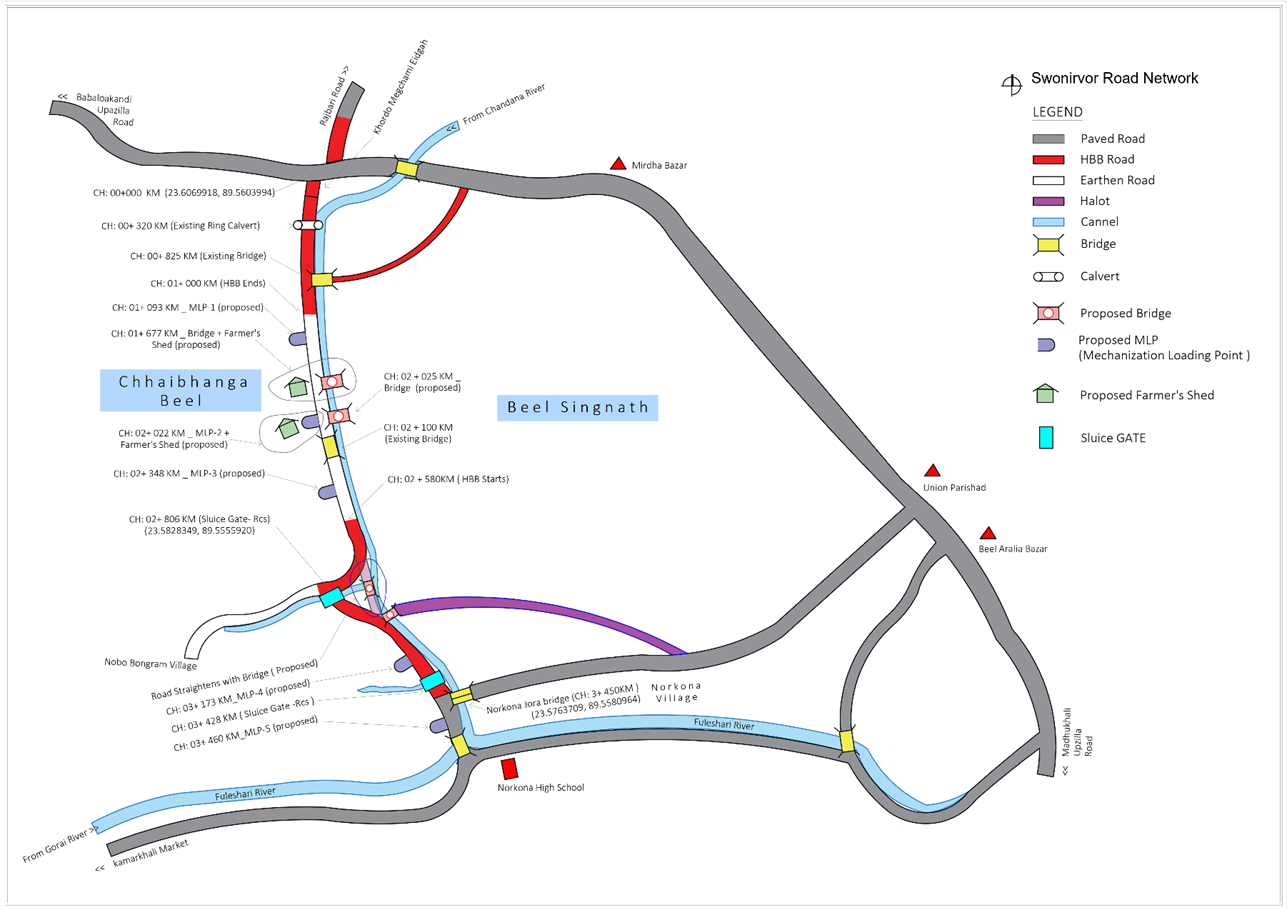 Swonirvor Road Network
LEGEND
Paved Road
HBB Road
Earthen Road
Halot
Cannel
Bridge
Calvert
Proposed Bridge
Proposed MLP
(Mechanization Loading Point )
Proposed Farmer's Shed
Sluice GATE
<< Babaloakandi
Upazilla
Road
Rajbari Road >>
Khordo Megchami Eidgah
<<
From Chandana River
Mirdha Bazar
CH: 00+000 KM (23.6069918, 89.5603994)
CH: 00+ 320 KM (Existing Ring Calvert)
CH: 00+ 825 KM (Existing Bridge)
CH: 01+ 000 KM (HBB Ends)
CH: 01+ 093 KM _ MLP-1 (proposed)
CH: 01+ 677 KM _ Bridge + Farmer's
Shed (proposed)
Chhaibhanga
Beel
CH: 02 + 025 KM _
Bridge (proposed)
Beel Singnath
CH: 02+ 022 KM _ MLP-2 +
Farmer's Shed (proposed)
CH: 02 + 100 KM
(Existing Bridge)
CH: 02+ 348 KM _ MLP-3 (proposed)
CH: 02 + 580KM ( HBB Starts)
Union Parishad
CH: 02+ 806 KM (Sluice Gate- Rcs)
(23.5828349, 89.5555920)
Beel Aralia Bazar
Nobo Bongram Village
Road Straightens with Bridge ( Proposed)
CH: 03+ 173 KM_MLP-4 (proposed)
CH: 03+ 428 KM ( Sluice Gate -Rcs )
CH: 03+ 460 KM_MLP-5 (proposed)
Norkona Jora bridge (CH: 3+ 450KM )
(23.5763709, 89.5580964)
Norkona
Village
Fuleshari River
<< Madhukhali
Upzilla
Road
Norkona High School
Fuleshari River
From Gorai River >>
<< kamarkhali Market